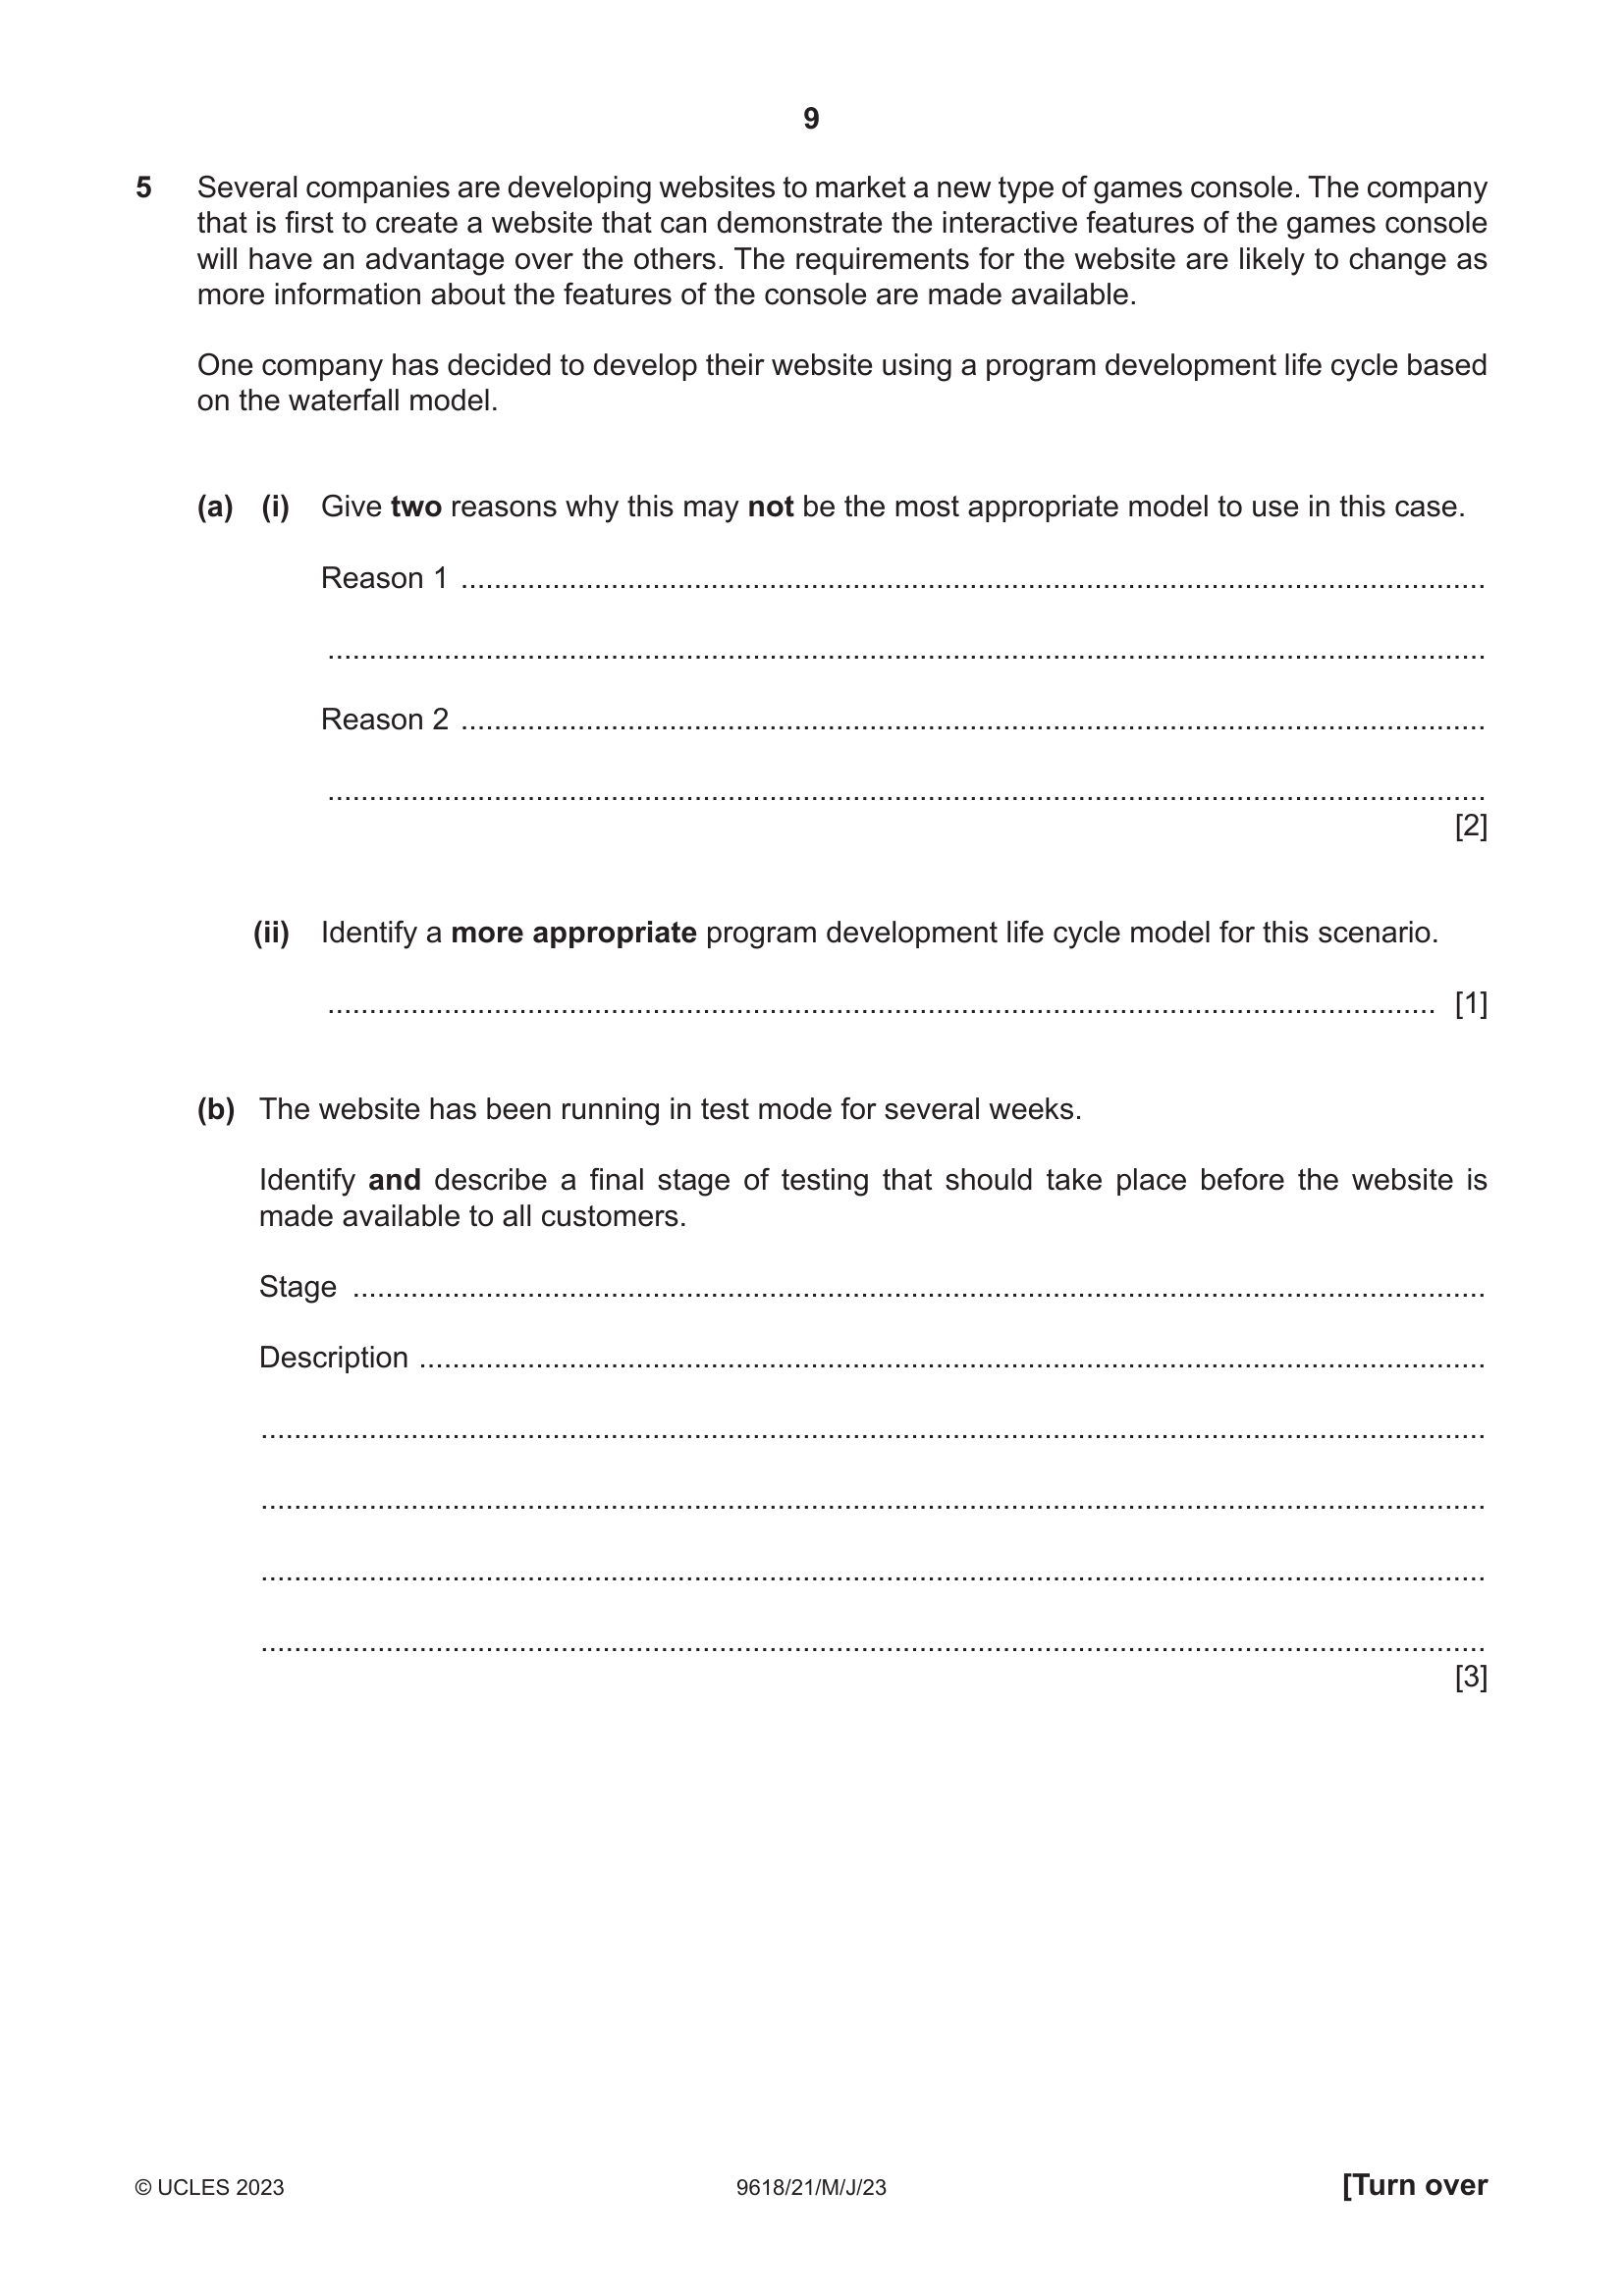 9
5 Several companies are developing websites to market a new type of games console. The company
that is first to create a website that can demonstrate the interactive features of the games console
will have an advantage over the others. The requirements for the website are likely to change as
more information about the features of the console are made available.
One company has decided to develop their website using a program development life cycle based
on the waterfall model.
(a) (i) Give two reasons why this may not be the most appropriate model to use in this case.
Reason 1 ..........................................................................................................................
..........................................................................................................................................
Reason 2 ..........................................................................................................................
..........................................................................................................................................
[2]
(ii) Identify a more appropriate program development life cycle model for this scenario.
.................................................................................................................................... [1]
(b) The website has been running in test mode for several weeks.
Identify and describe a final stage of testing that should take place before the website is
made available to all customers.
Stage .......................................................................................................................................
Description ...............................................................................................................................
..................................................................................................................................................
..................................................................................................................................................
..................................................................................................................................................
..................................................................................................................................................
[3]
© UCLES 2023 9618/21/M/J/23 [Turn over